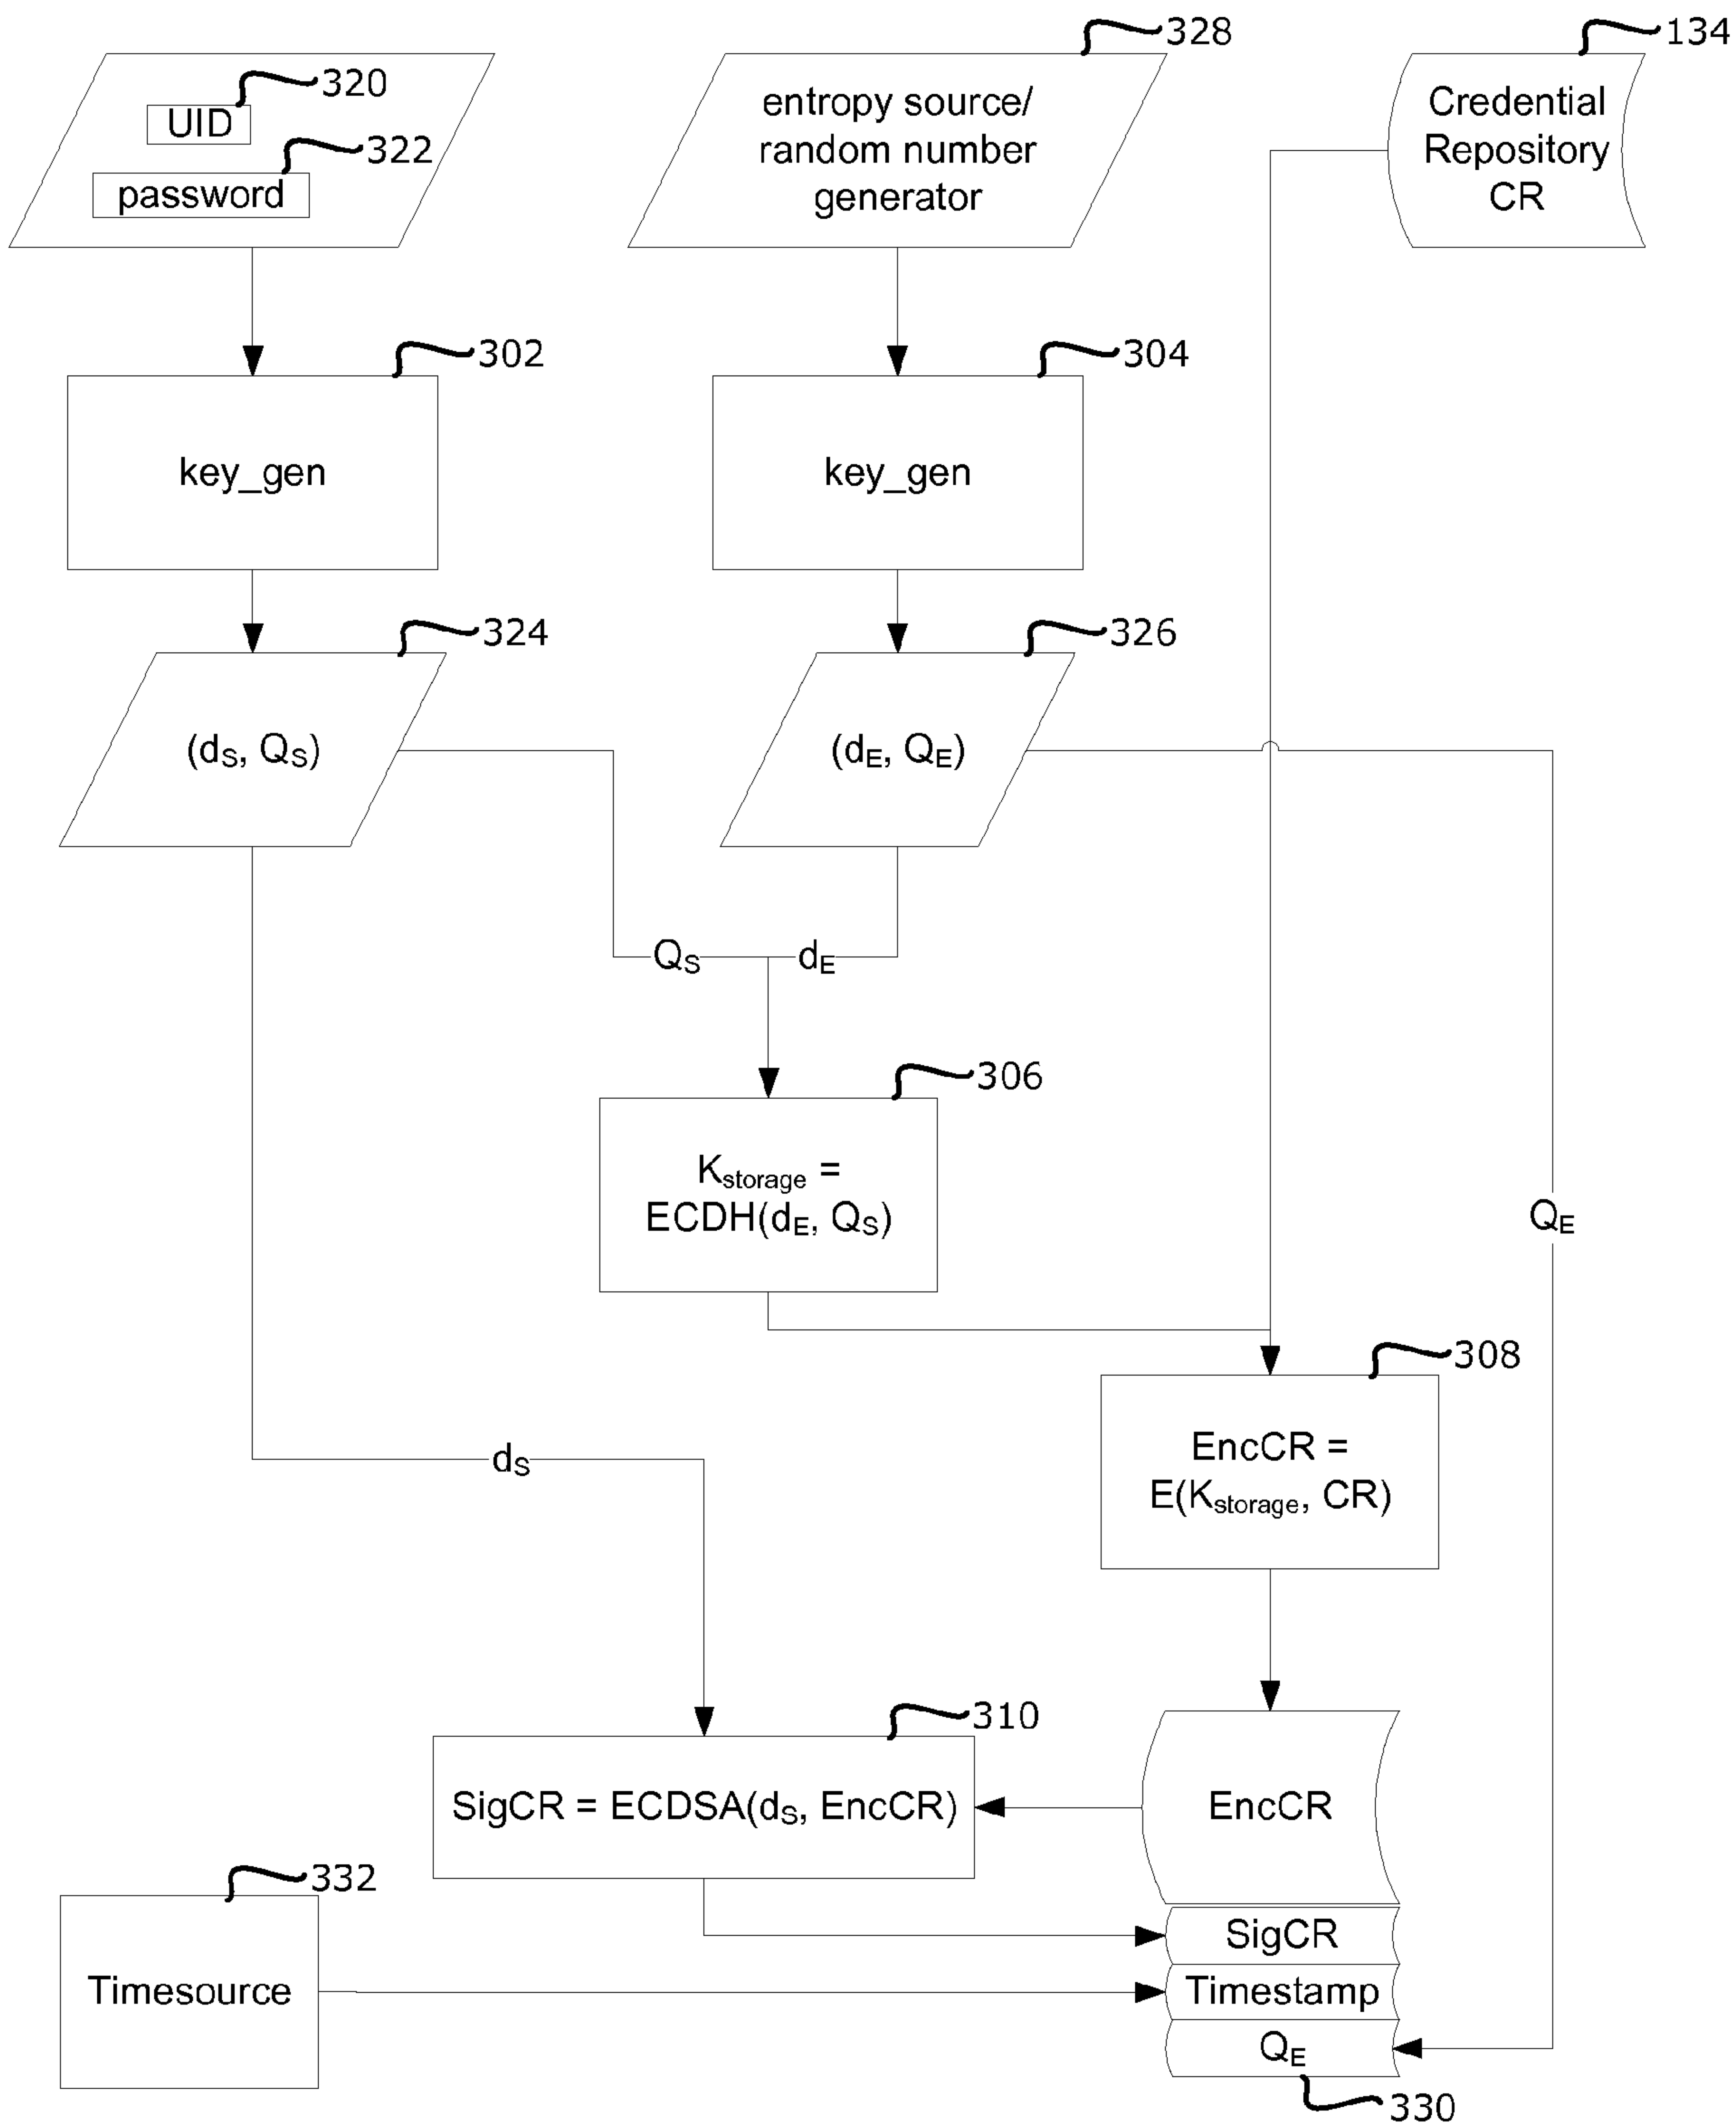 328
134
320
UID
322
password
entropy source/
random number
generator
Credential
Repository
CR
302
304
key_gen
key_gen
324
326
(dS, QS)
(dE, QE)
QS
dE
306
Kstorage =
ECDH(dE, QS)
QE
308
EncCR =
E(Kstorage, CR)
dS
310
SigCR = ECDSA(dS, EncCR)
EncCR
332
SigCR
Timesource
Timestamp
QE
330